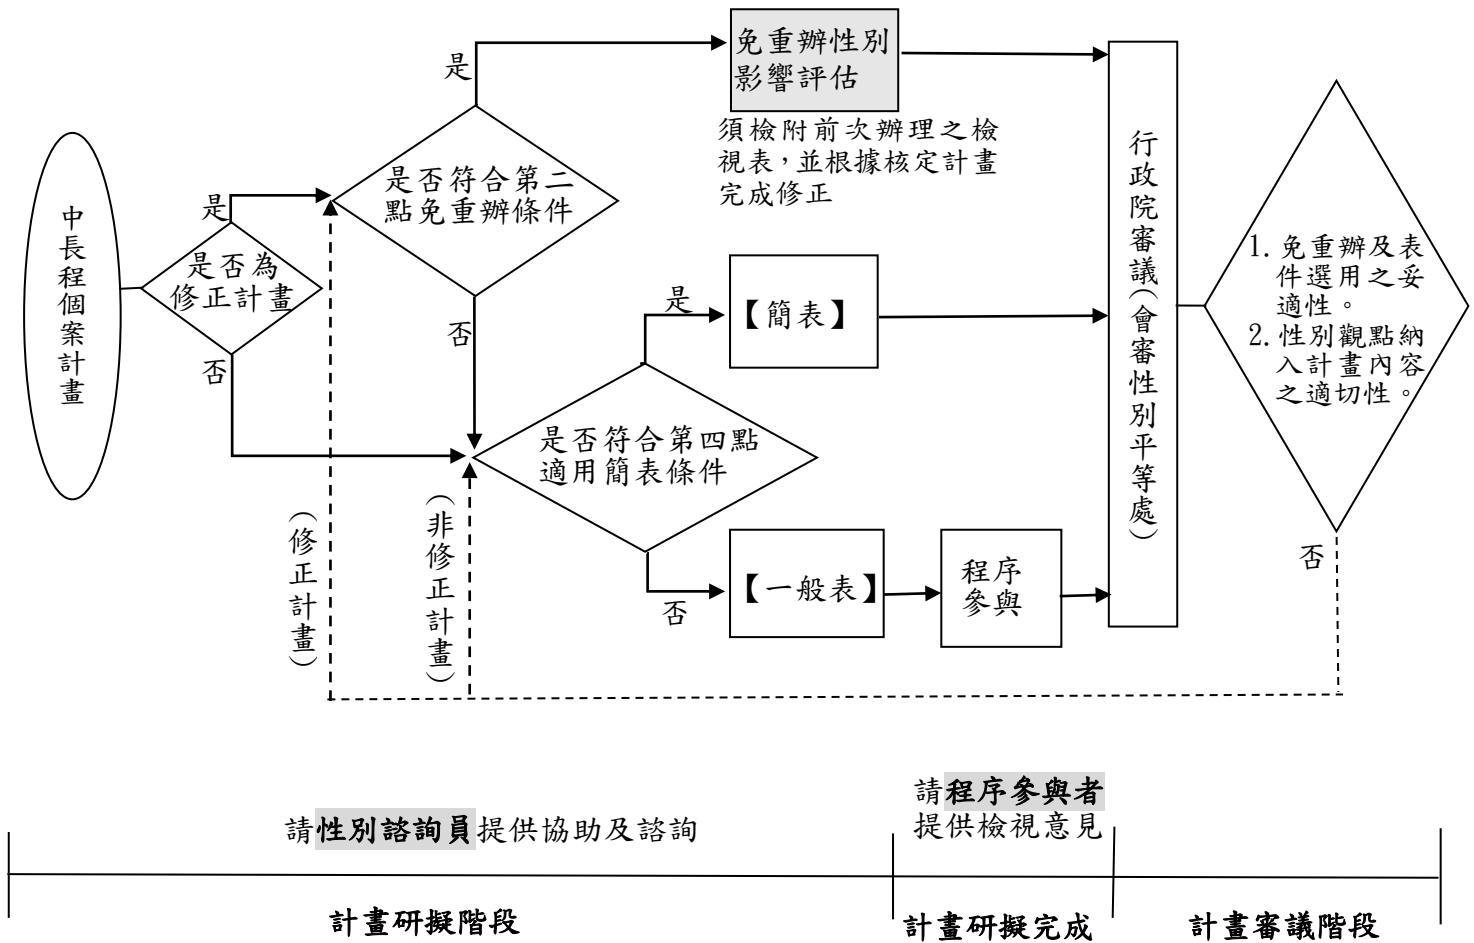 中長程個案計畫
是否為
修正計畫
是
否
是否符合第二
點免重辦條件
是
否
免重辦性別
影響評估
須檢附前次辦理之檢
視表，並根據核定計畫
完成修正
是否符合第四點
適用簡表條件
是
【簡表】
否
【一般表】
程序
參與
行政院審議(會審性別平等處)
1. 免重辦及表
件選用之妥
適性。
2. 性別觀點納
入計畫內容
之適切性。
否
(修正計畫)
(非修正計畫)
請性別諮詢員提供協助及諮詢
請程序參與者
提供檢視意見
計畫研擬階段
計畫研擬完成
計畫審議階段